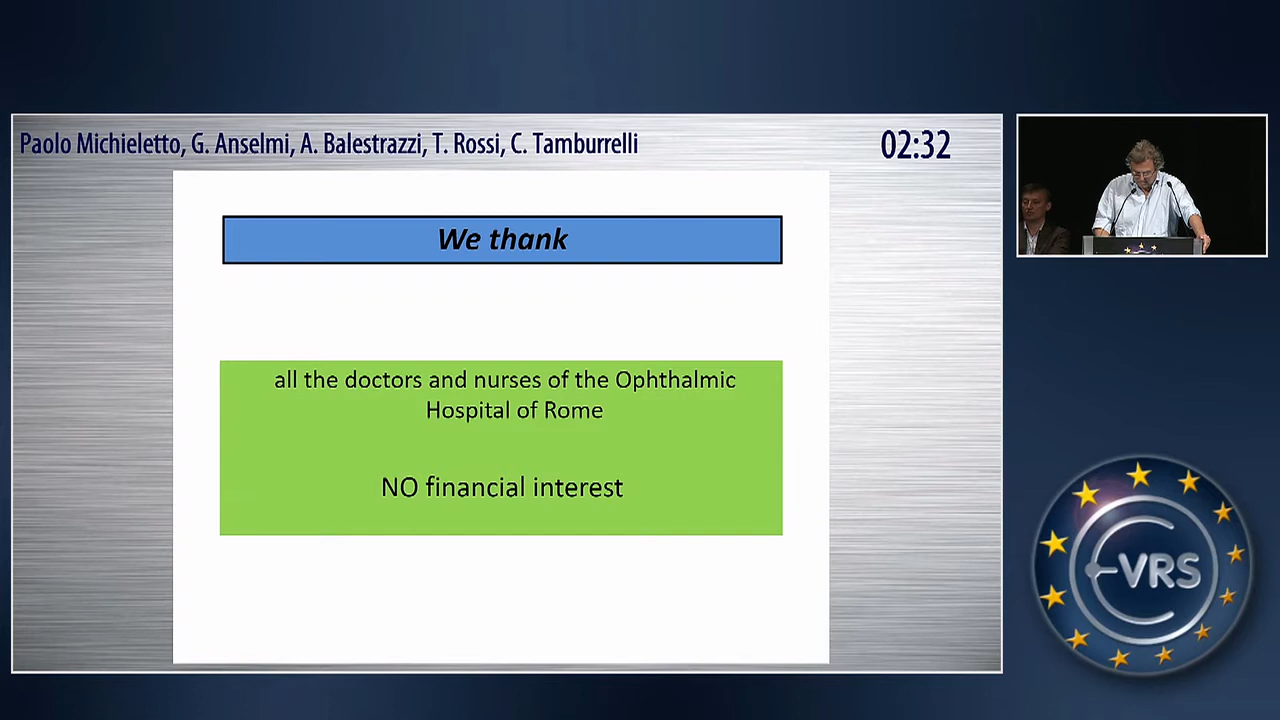 Paolo Michieletto, G. Anselmi, A. Balestrazzi, T. Rossi, C. Tamburrelli
02:32
We thank
all the doctors and nurses of the Ophthalmic
Hospital of Rome
NO financial interest
E-VRS